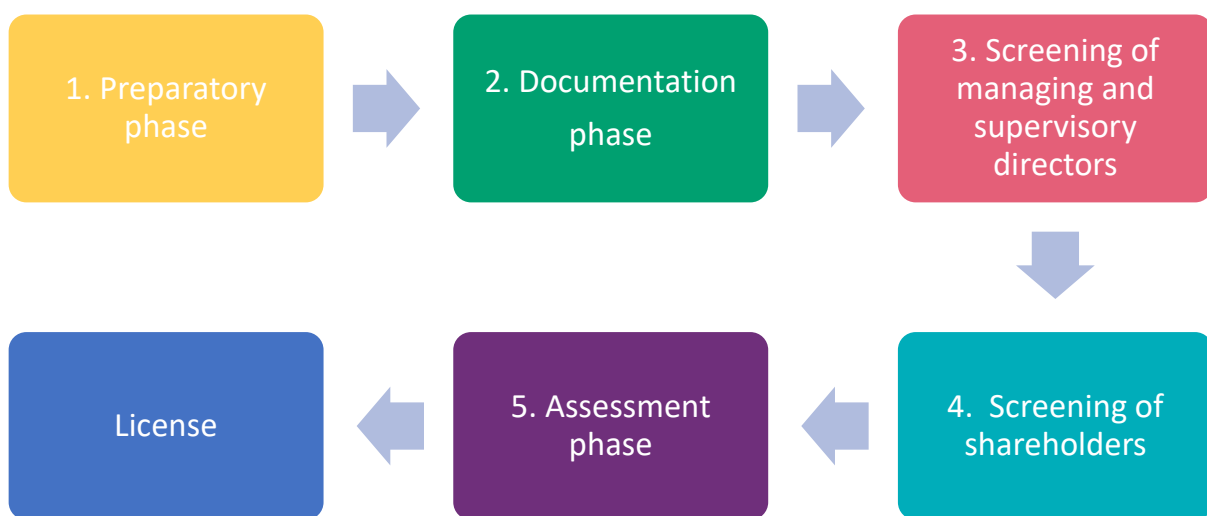 1. Preparatory
phase
2. Documentation
phase
3. Screening of
managing and
supervisory
directors
4. Screening of
shareholders
5. Assessment
phase
License